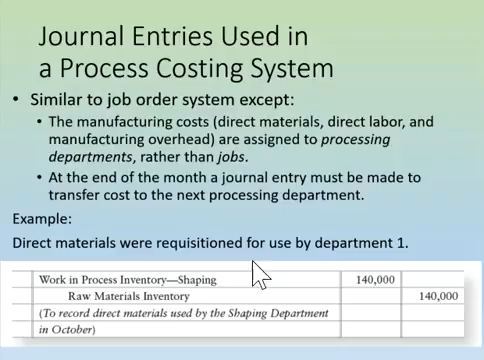 Journal Entries Used in
a Process Costing System
• Similar to job order system except:
• The manufacturing costs (direct materials, direct labor, and
manufacturing overhead) are assigned to processing
departments, rather than jobs.
• At the end of the month a journal entry must be made to
transfer cost to the next processing department.
Example:
Direct materials were requisitioned for use by department 1.
Work in Process Inventory—Shaping 140,000
Raw Materials Inventory 140,000
(To record direct materials used by the Shaping Department
in October)